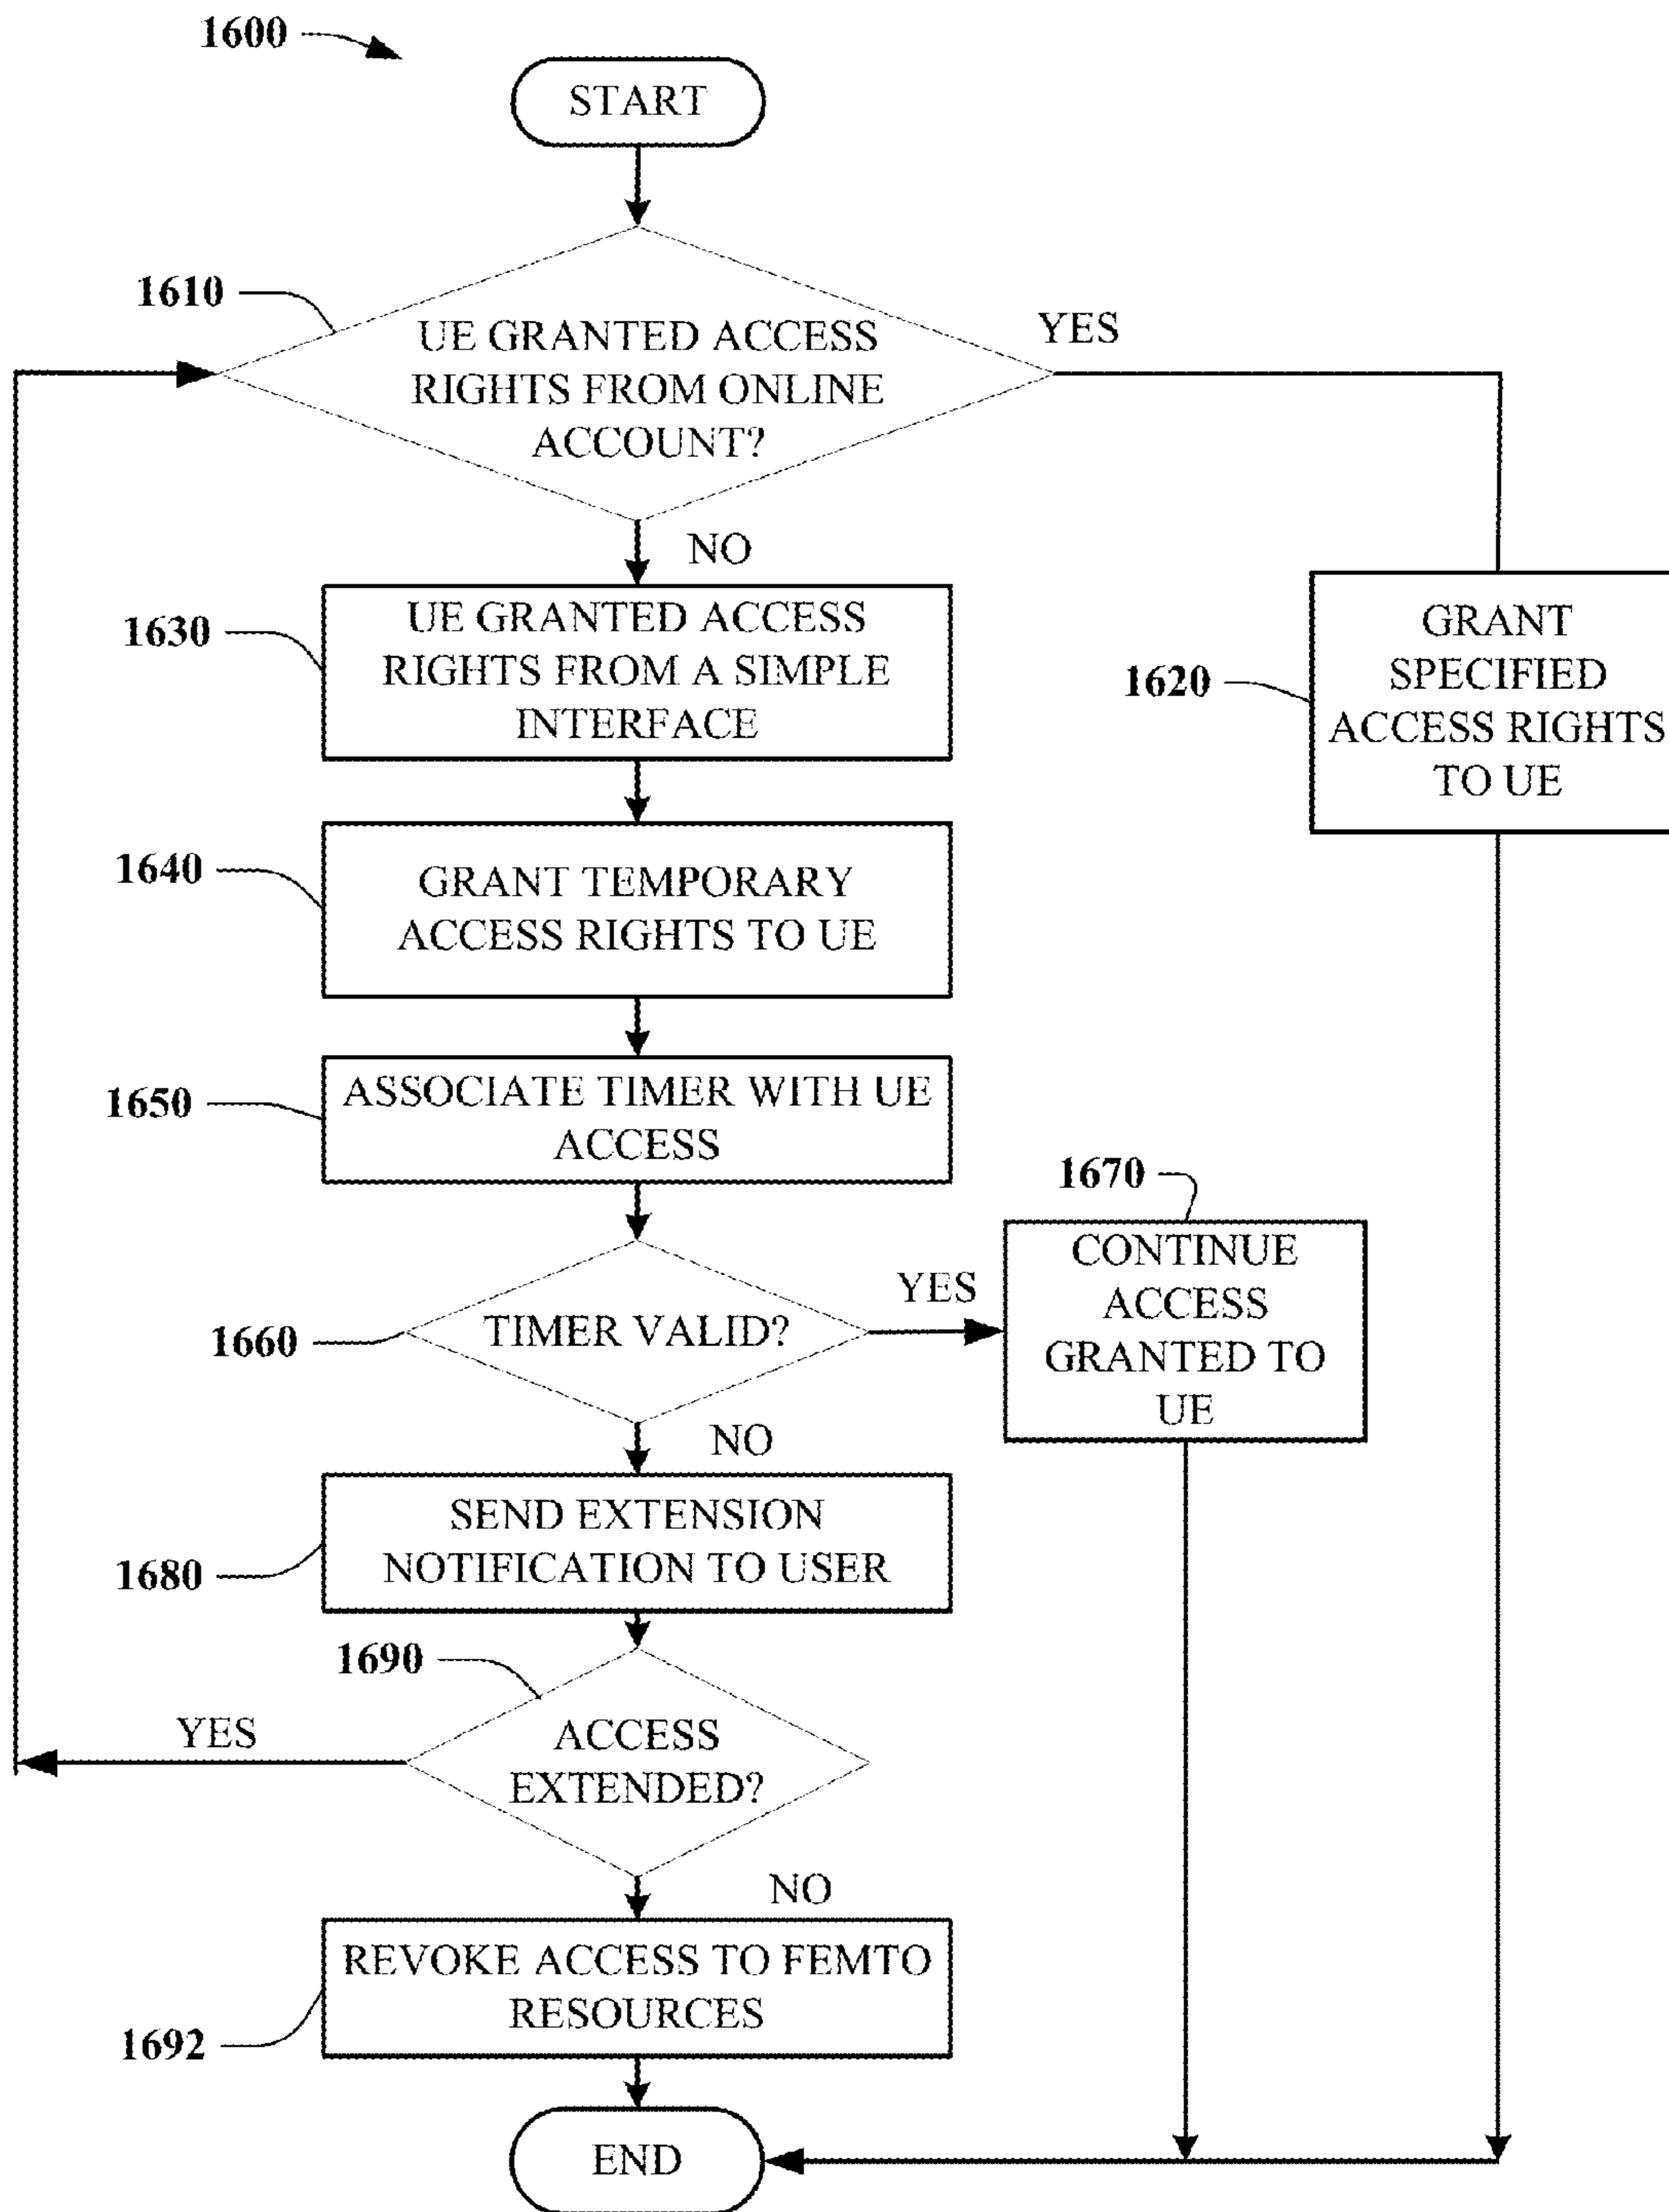 1600
START
1610
UE GRANTED ACCESS
RIGHTS FROM ONLINE
ACCOUNT?
YES
NO
1630
UE GRANTED ACCESS
RIGHTS FROM A SIMPLE
INTERFACE
1620
GRANT
SPECIFIED
ACCESS RIGHTS
TO UE
1640
GRANT TEMPORARY
ACCESS RIGHTS TO UE
1650
ASSOCIATE TIMER WITH UE
ACCESS
1660
TIMER VALID?
YES
1670
CONTINUE
ACCESS
GRANTED TO
UE
NO
1680
SEND EXTENSION
NOTIFICATION TO USER
1690
ACCESS
EXTENDED?
YES
NO
1692
REVOKE ACCESS TO FEMTO
RESOURCES
END